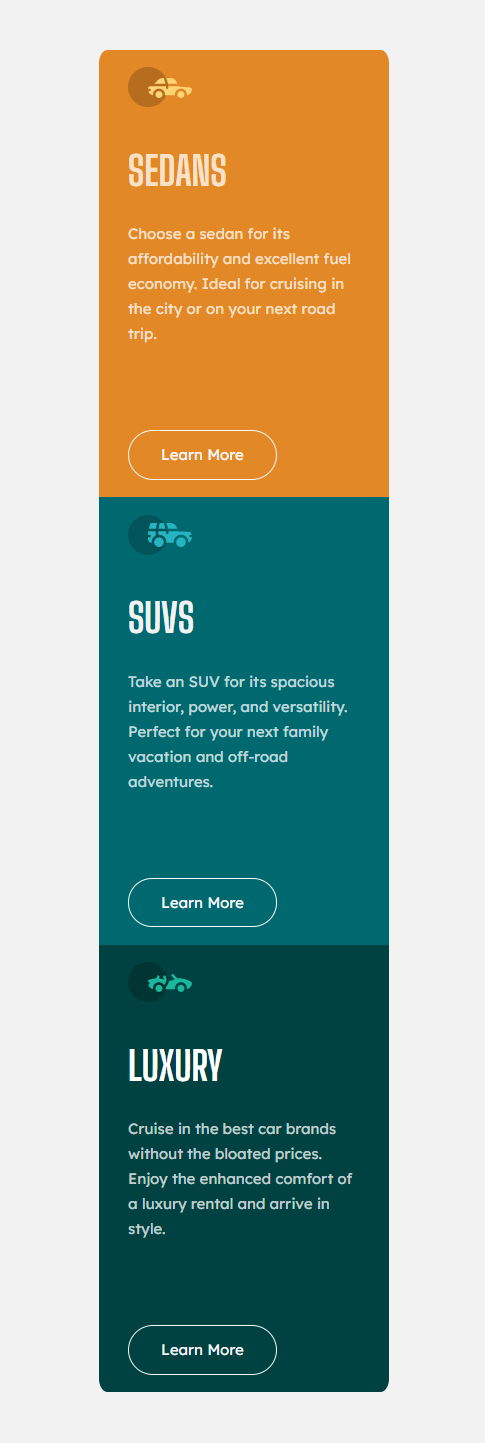 SEDANS
Choose a sedan for its
affordability and excellent fuel
economy. Ideal for cruising in
the city or on your next road
trip.
Learn More
SUVS
Take an SUV for its spacious
interior, power, and versatility.
Perfect for your next family
vacation and off-road
adventures.
Learn More
LUXURY
Cruise in the best car brands
without the bloated prices.
Enjoy the enhanced comfort of
a luxury rental and arrive in
style.
Learn More